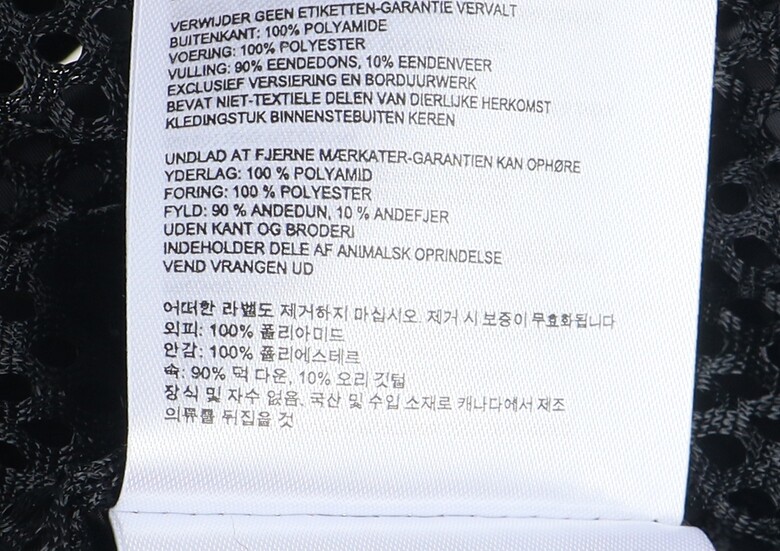 VERWIJDER GEEN ETIKETTEN-GARANTIE VERVALT
BUITENKANT: 100% POLYAMIDE
VOERING: 100% POLYESTER
VULLING: 90% EENDEDONS, 10% EENDENVEER
EXCLUSIEF VERSIERING EN BORDUURWERK
BEVAT NIET-TEXTIELE DELEN VAN DIERLIJKE HERKOMST
KLEDINGSTUK BINNENSTEBUITEN KEREN
UNDLAD AT FJERNE MÆRKATER-GARANTIEN KAN OPHØRE
YDERLAG: 100 % POLYAMID
FORING: 100 % POLYESTER
FYLD: 90 % ANDEDUN, 10 % ANDEFJER
UDEN KANT OG BRODERI
INDEHOLDER DELE AF ANIMALSK OPRINDELSE
VEND VRANGEN UD
어떠한 라벨도 제거하지 마십시오. 제거 시 보증이 무효화됩니다
외피: 100% 폴리아미드
안감: 100% 폴리에스테르
속: 90% 덕 다운, 10% 오리 깃털
장식 및 자수 없음. 국산 및 수입 소재로 캐나다에서 제조
의류를 뒤집을 것